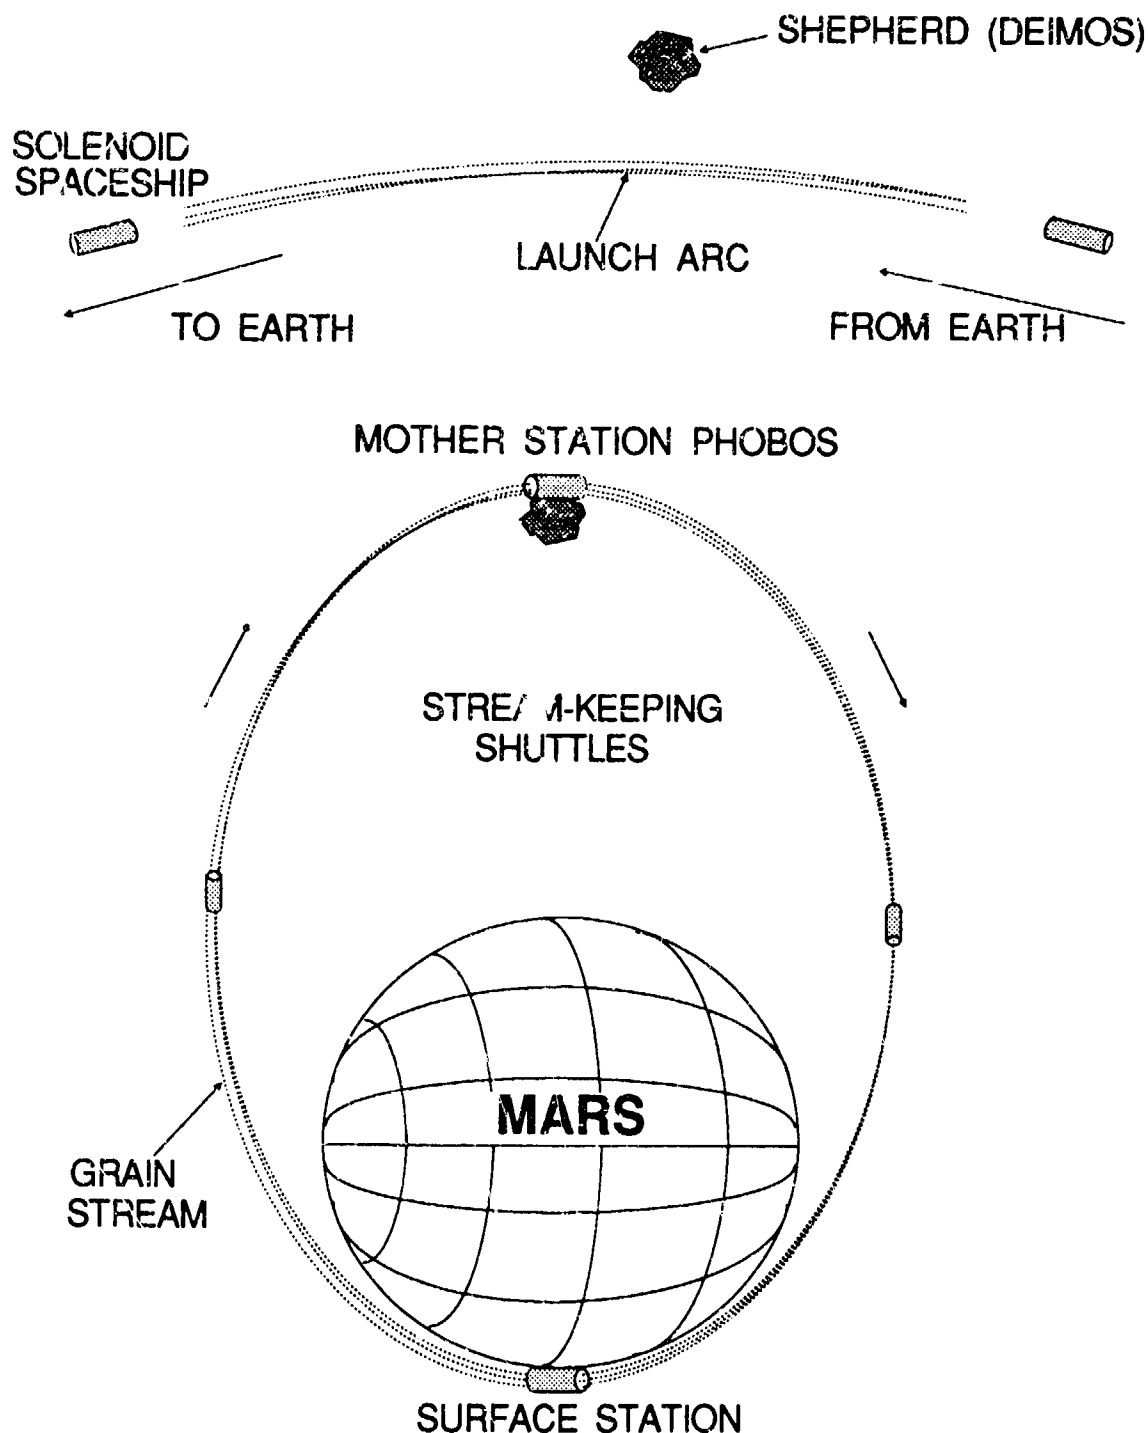 SHEPHERD (DEIMOS)
SOLENOID
SPACESHIP
LAUNCH ARC
TO EARTH
FROM EARTH
MOTHER STATION PHOBOS
STREAM-KEEPING
SHUTTLES
MARS
GRAIN
STREAM
SURFACE STATION